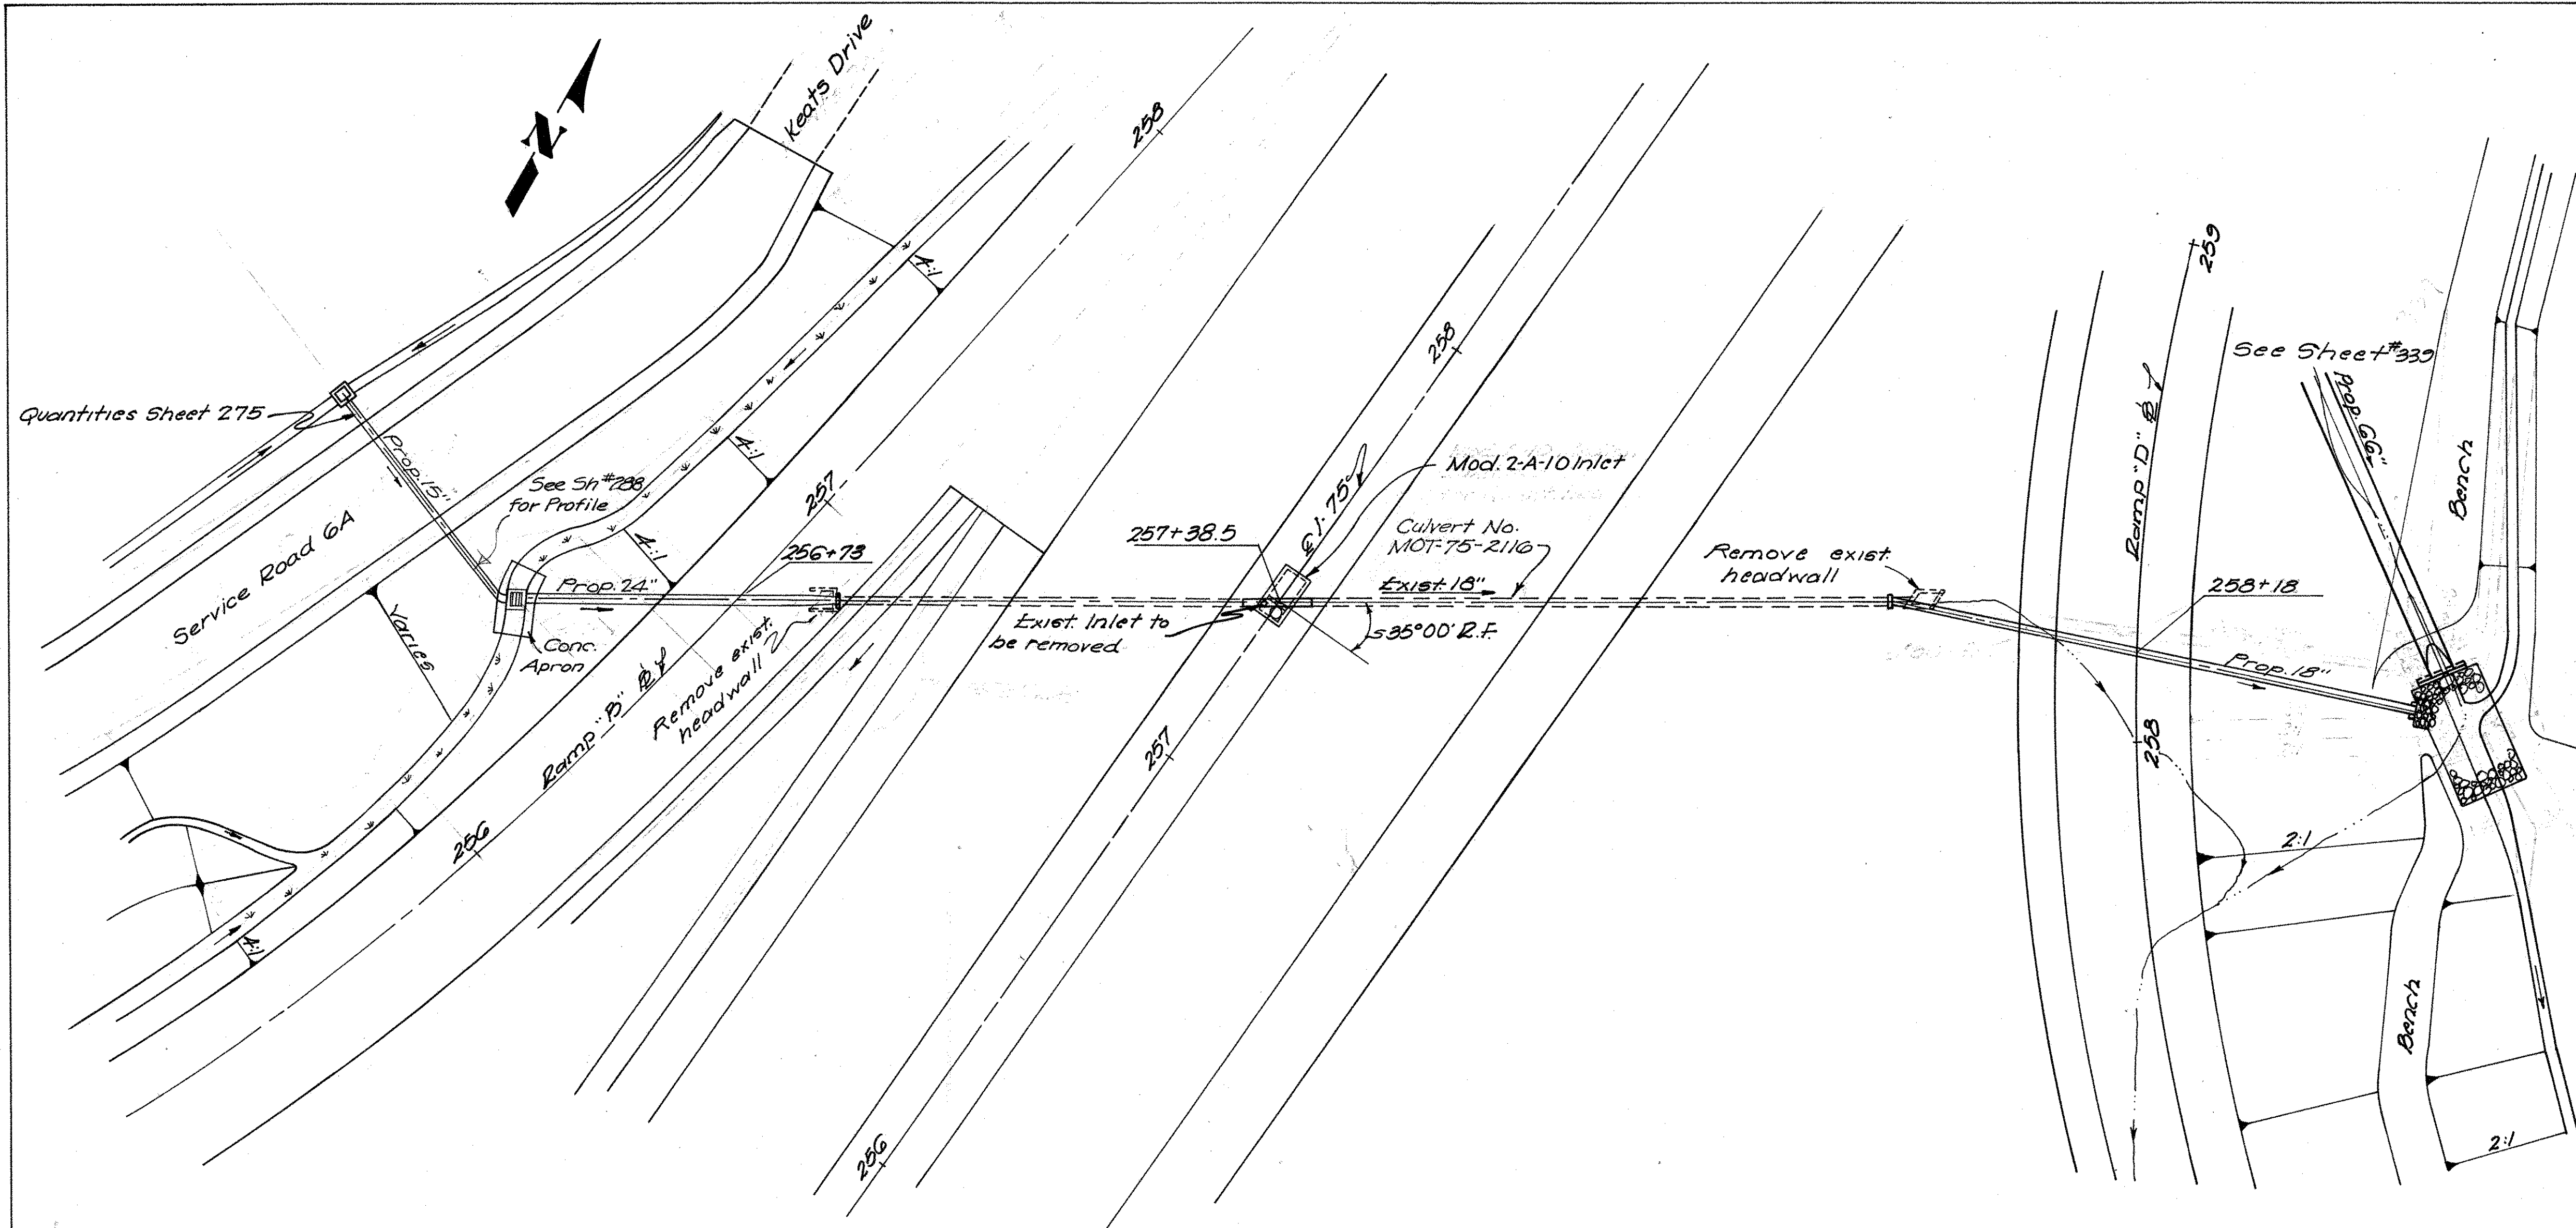 Keats Drive
N
258
259
4:1
258
See Sheet #339
Prop. 66"
Ramp "D" B
Bench
Quantities Sheet 275
Prop. 15"
4:1
Mod. 2-A-10 Inlet
See Sh #288
for Profile
257
C I-75
Service Road 6A
4:1
256+73
257+38.5
Culvert No.
MOT-75-2116
Remove exist.
headwall
Prop. 24"
Exist. 18"
258+18
Varies
Conc.
Apron
Exist. Inlet to
be removed
35°00' R.F.
Prop. 18"
Ramp "B" B
Remove exist.
headwall
257
258
256
2:1
4:1
Bench
256
2:1